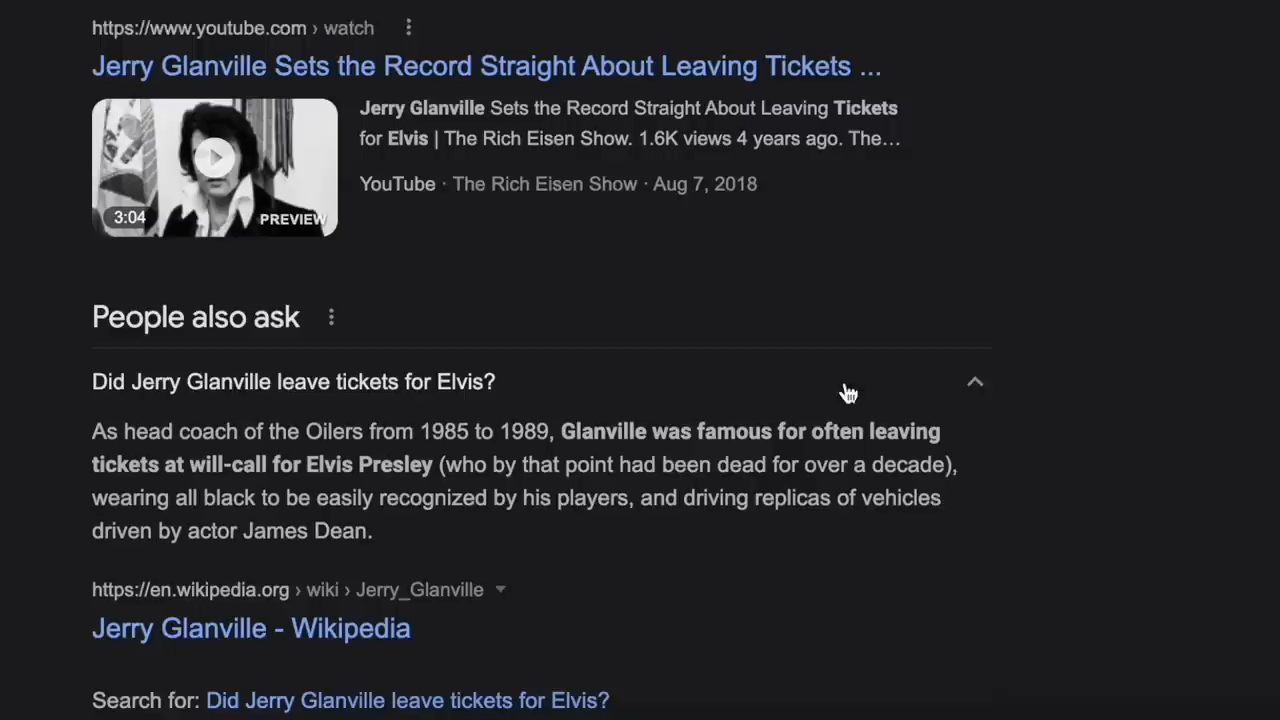 https://www.youtube.com › watch
Jerry Glanville Sets the Record Straight About Leaving Tickets ...
Jerry Glanville Sets the Record Straight About Leaving Tickets
for Elvis | The Rich Eisen Show. 1.6K views 4 years ago. The...
3:04
PREVIEW
YouTube · The Rich Eisen Show · Aug 7, 2018
People also ask
Did Jerry Glanville leave tickets for Elvis?
As head coach of the Oilers from 1985 to 1989, Glanville was famous for often leaving
tickets at will-call for Elvis Presley (who by that point had been dead for over a decade),
wearing all black to be easily recognized by his players, and driving replicas of vehicles
driven by actor James Dean.
https://en.wikipedia.org › wiki › Jerry_Glanville
Jerry Glanville - Wikipedia
Search for: Did Jerry Glanville leave tickets for Elvis?